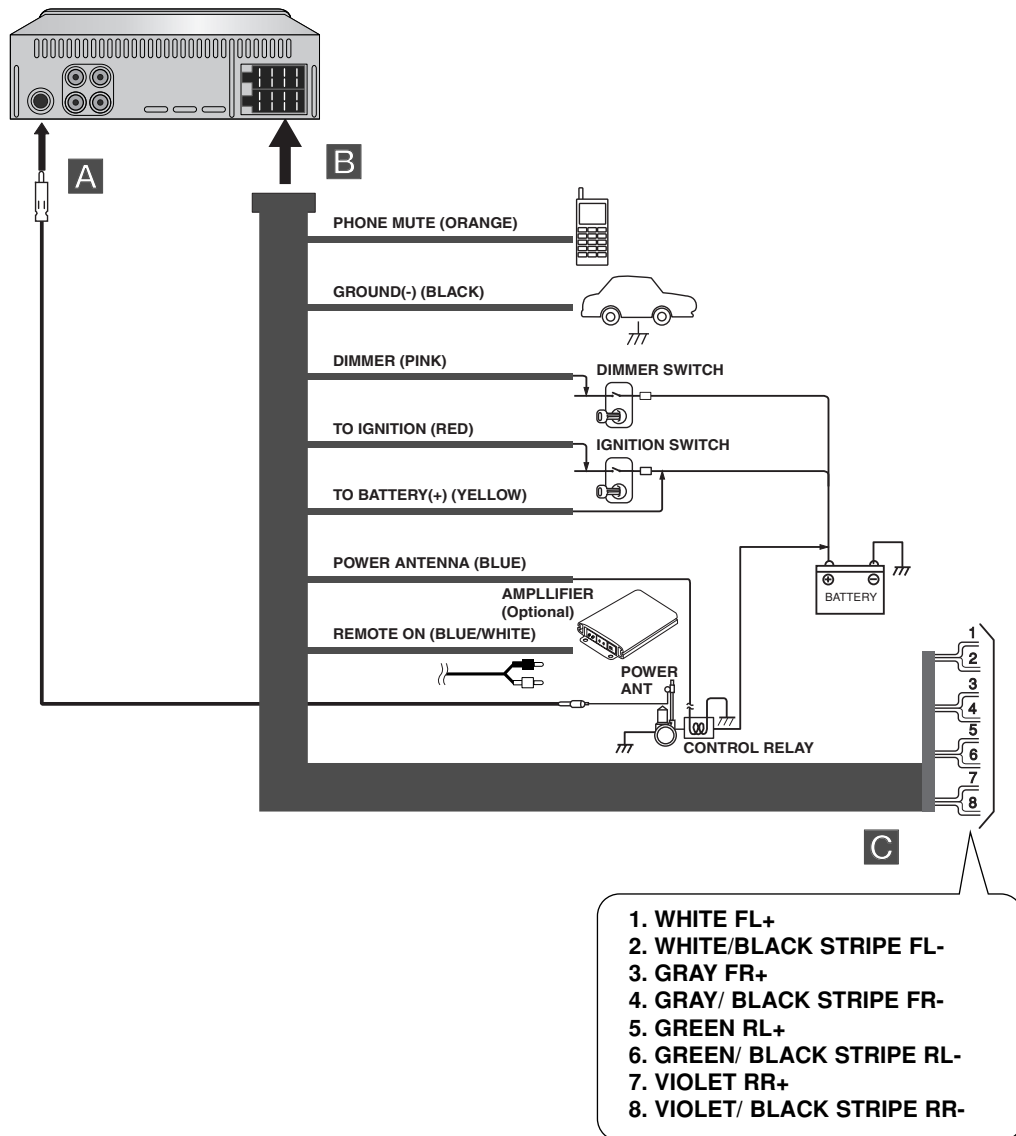 A
B
PHONE MUTE (ORANGE)
GROUND(-) (BLACK)
DIMMER (PINK)
DIMMER SWITCH
TO IGNITION (RED)
IGNITION SWITCH
TO BATTERY(+) (YELLOW)
POWER ANTENNA (BLUE)
AMPLLIFIER
(Optional)
BATTERY
REMOTE ON (BLUE/WHITE)
POWER
ANT
CONTROL RELAY
1
2
3
4
5
6
7
8
C
1. WHITE FL+
2. WHITE/BLACK STRIPE FL-
3. GRAY FR+
4. GRAY/ BLACK STRIPE FR-
5. GREEN RL+
6. GREEN/ BLACK STRIPE RL-
7. VIOLET RR+
8. VIOLET/ BLACK STRIPE RR-